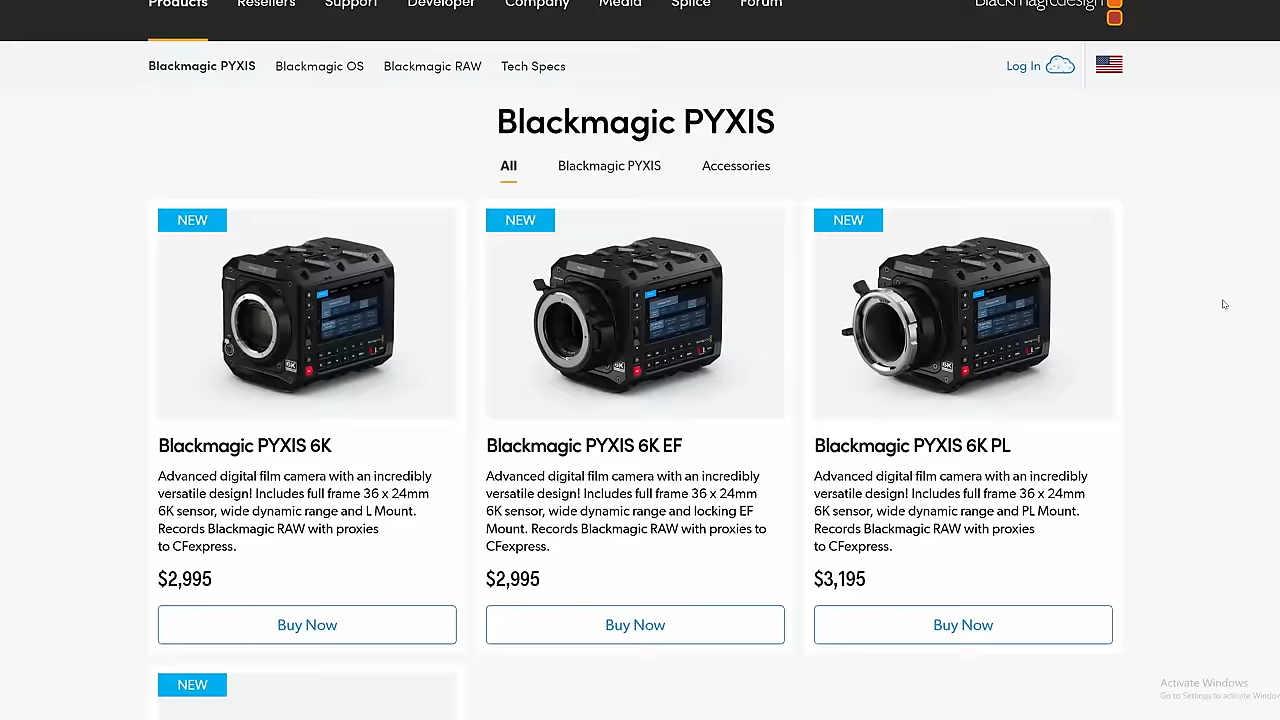 Products Resellers Support Developer Company Media Splice Forum Blackmagicdesign
Blackmagic PYXIS Blackmagic OS Blackmagic RAW Tech Specs Log In
Blackmagic PYXIS
All Blackmagic PYXIS Accessories
NEW NEW NEW
Blackmagic PYXIS 6K
Advanced digital film camera with an incredibly
versatile design! Includes full frame 36 x 24mm
6K sensor, wide dynamic range and L Mount.
Records Blackmagic RAW with proxies
to CFexpress.
$2,995
Buy Now
Blackmagic PYXIS 6K EF
Advanced digital film camera with an incredibly
versatile design! Includes full frame 36 x 24mm
6K sensor, wide dynamic range and locking EF
Mount. Records Blackmagic RAW with proxies to
CFexpress.
$2,995
Buy Now
Blackmagic PYXIS 6K PL
Advanced digital film camera with an incredibly
versatile design! Includes full frame 36 x 24mm
6K sensor, wide dynamic range and PL Mount.
Records Blackmagic RAW with proxies
to CFexpress.
$3,195
Buy Now
NEW
Activate Windows
Go to Settings to activate Windows